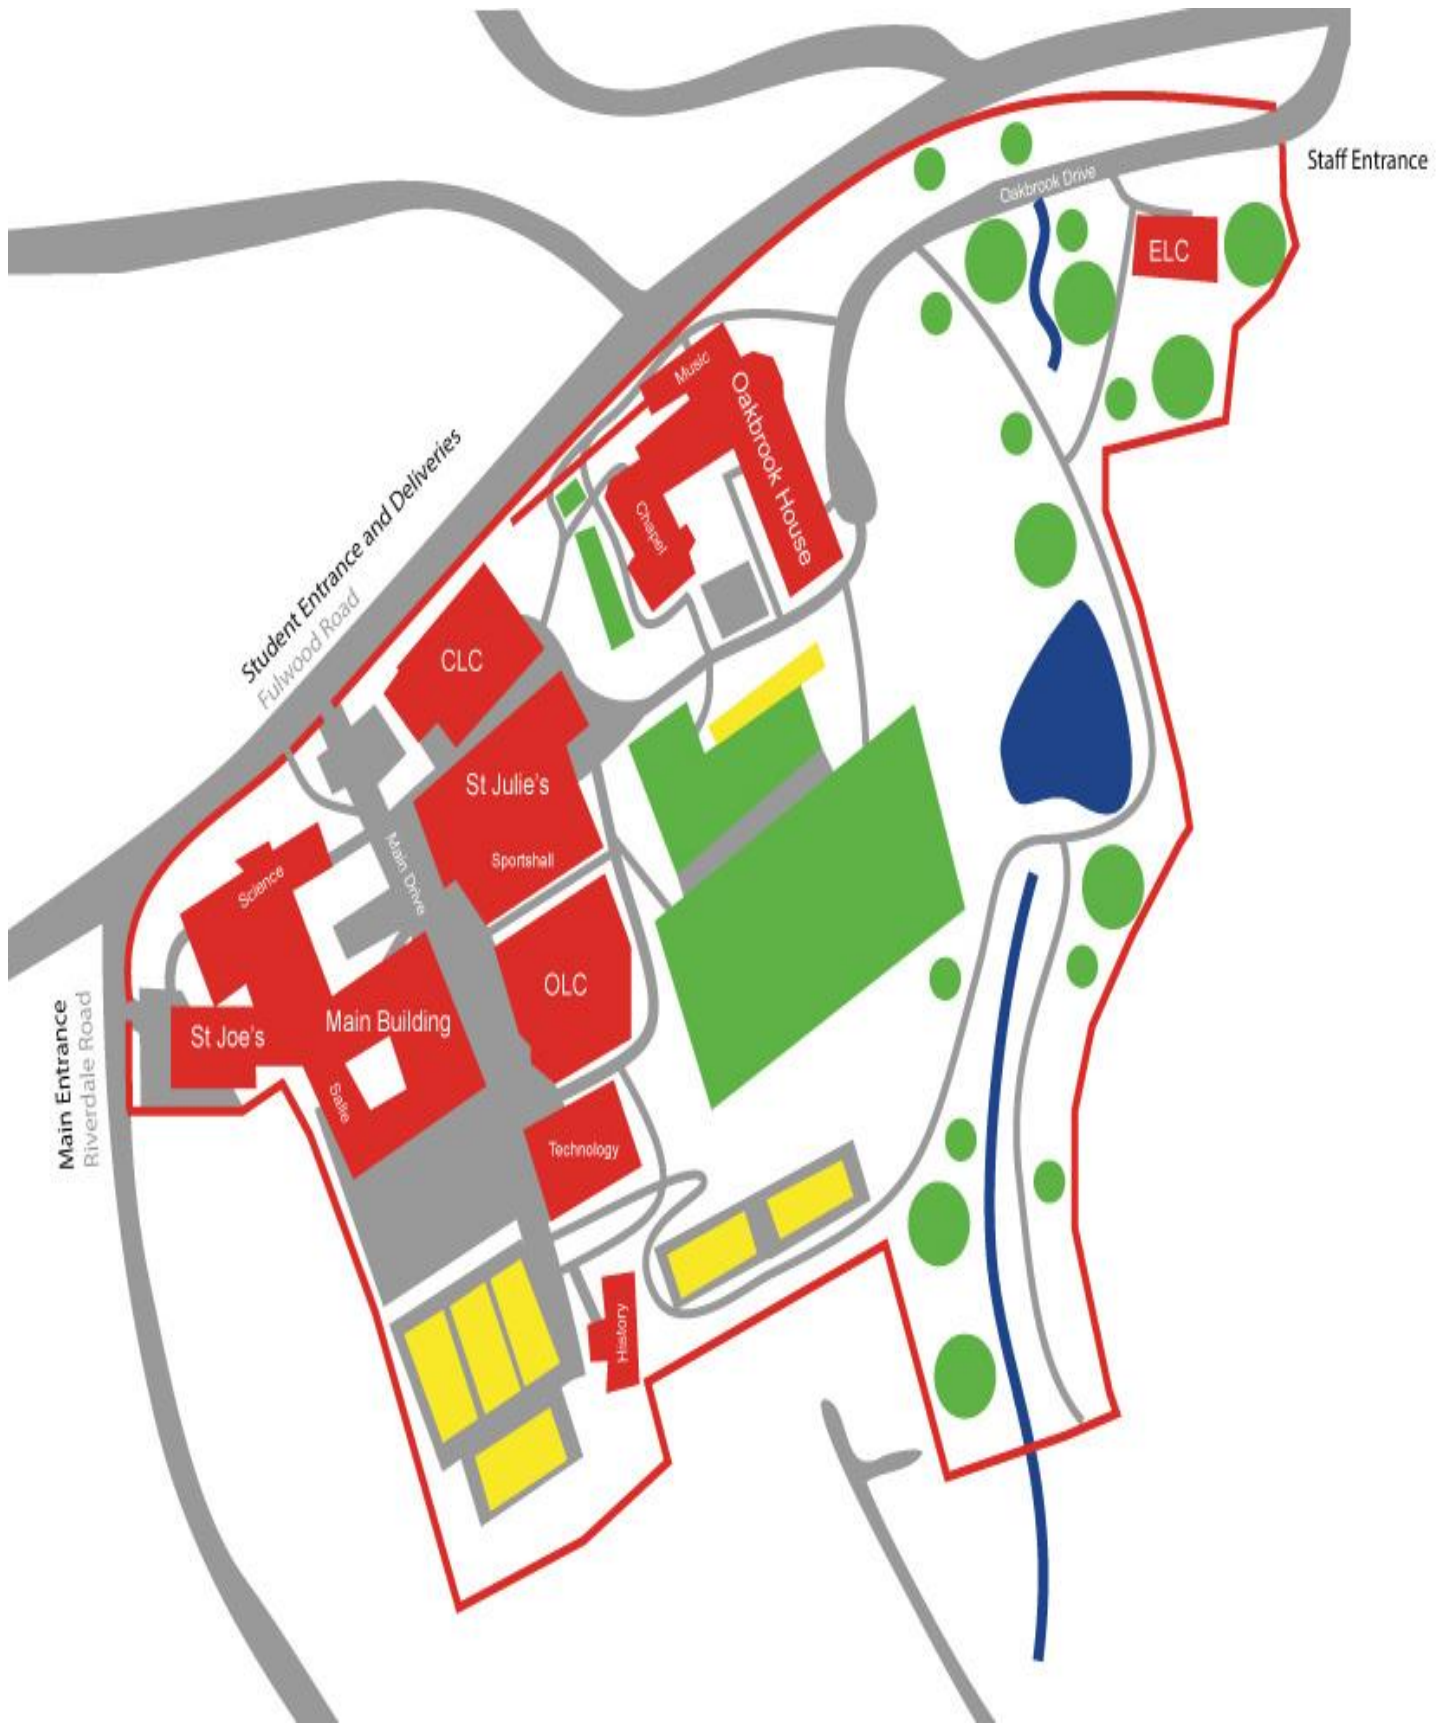 Staff Entrance
Oakbrook Drive
ELC
Music
Oakbrook House
Chapel
Student Entrance and Deliveries
Fulwood Road
CLC
St Julie's
Sportshall
Main Drive
Science
OLC
Main Building
St Joe's
Salle
Main Entrance
Riverdale Road
Technology
History